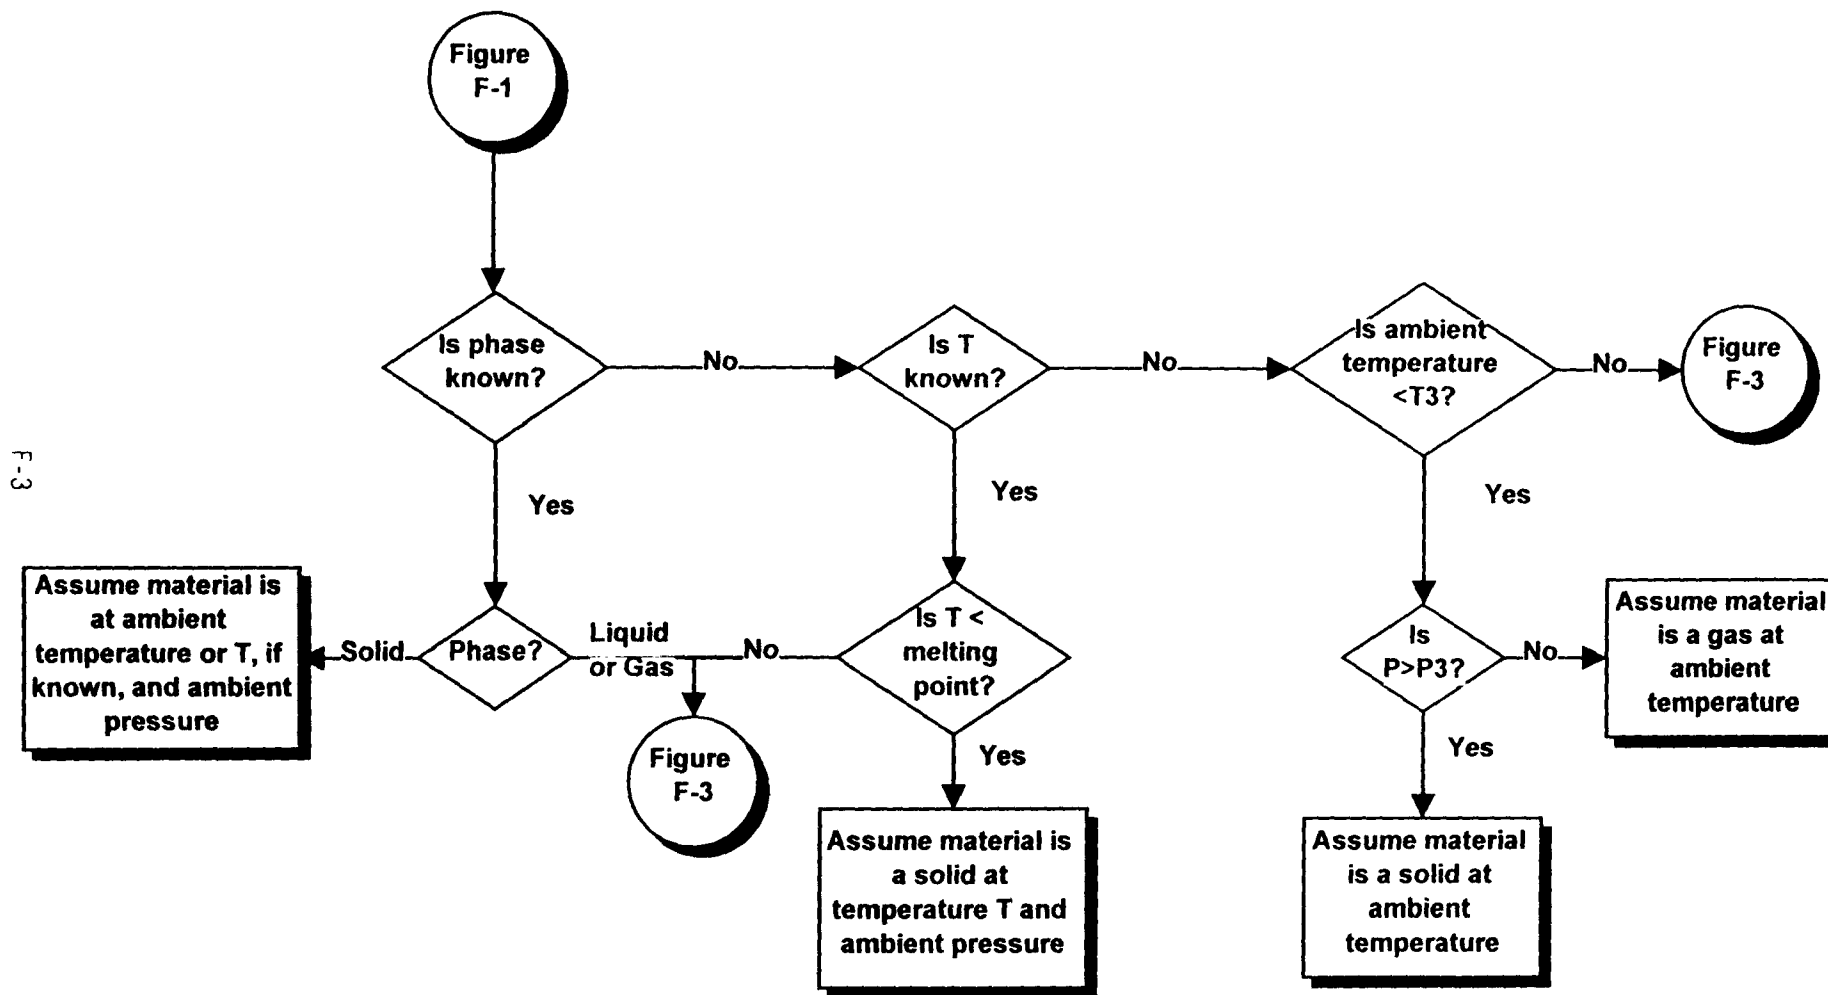 Figure
F-1
Is phase
known?
No
Is T
known?
No
Is ambient
temperature
<T3?
No
Figure
F-3
F-3
Yes
Yes
Yes
Assume material is
at ambient
temperature or T, if
known, and ambient
pressure
Solid
Phase?
Liquid
or Gas
No
Is T <
melting
point?
Is
P>P3?
No
Assume material
is a gas at
ambient
temperature
Figure
F-3
Yes
Yes
Assume material is
a solid at
temperature T and
ambient pressure
Assume material
is a solid at
ambient
temperature